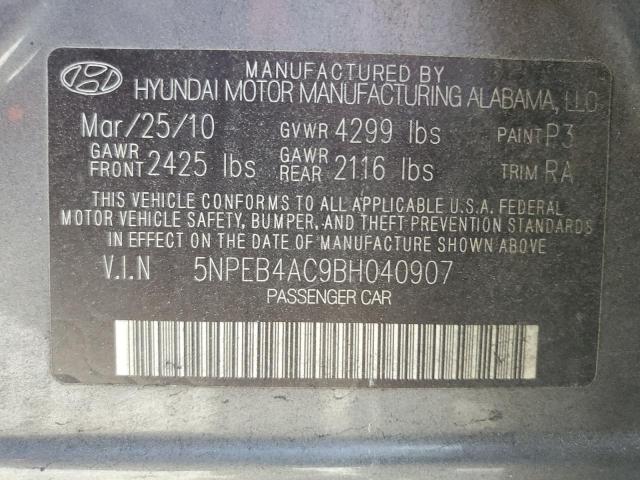 MANUFACTURED BY
HYUNDAI MOTOR MANUFACTURING ALABAMA, LLC
Mar/25/10 GVWR 4299 lbs PAINT P3
GAWR FRONT 2425 lbs GAWR REAR 2116 lbs TRIM RA
THIS VEHICLE CONFORMS TO ALL APPLICABLE U.S.A. FEDERAL
MOTOR VEHICLE SAFETY, BUMPER, AND THEFT PREVENTION STANDARDS
IN EFFECT ON THE DATE OF MANUFACTURE SHOWN ABOVE.
V.I.N 5NPEB4AC9BH040907
PASSENGER CAR